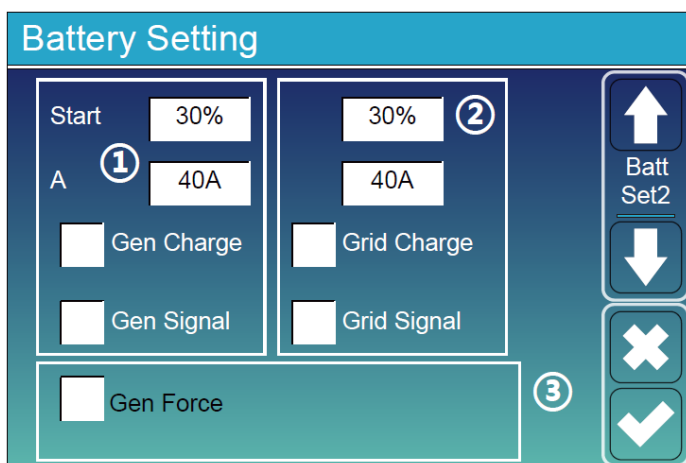 Battery Setting
Start 30% 30% ②
A ① 40A 40A
Batt
Set2
Gen Charge Grid Charge
Gen Signal Grid Signal
Gen Force ③